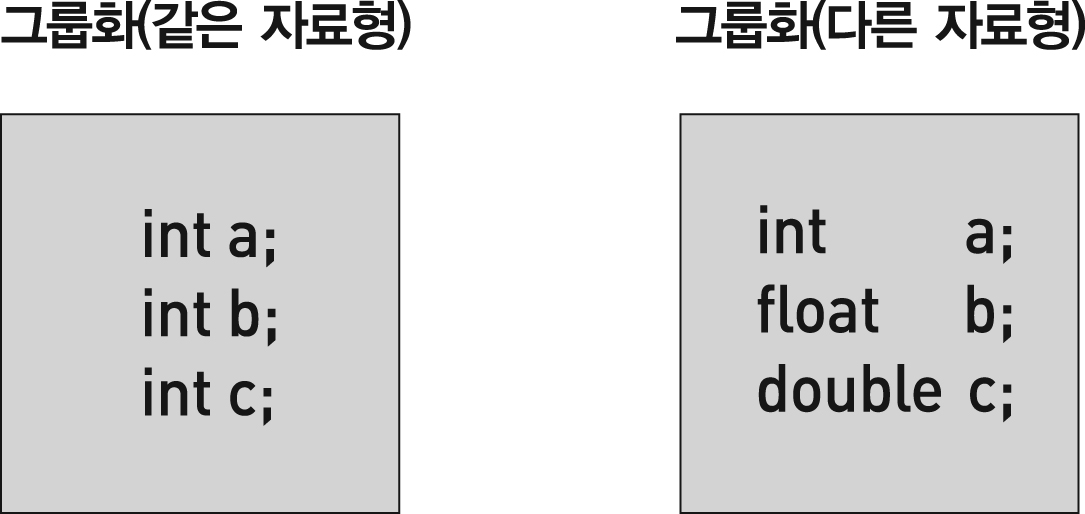 그룹화(같은 자료형)
int a;
int b;
int c;
그룹화(다른 자료형)
int a;
float b;
double c;